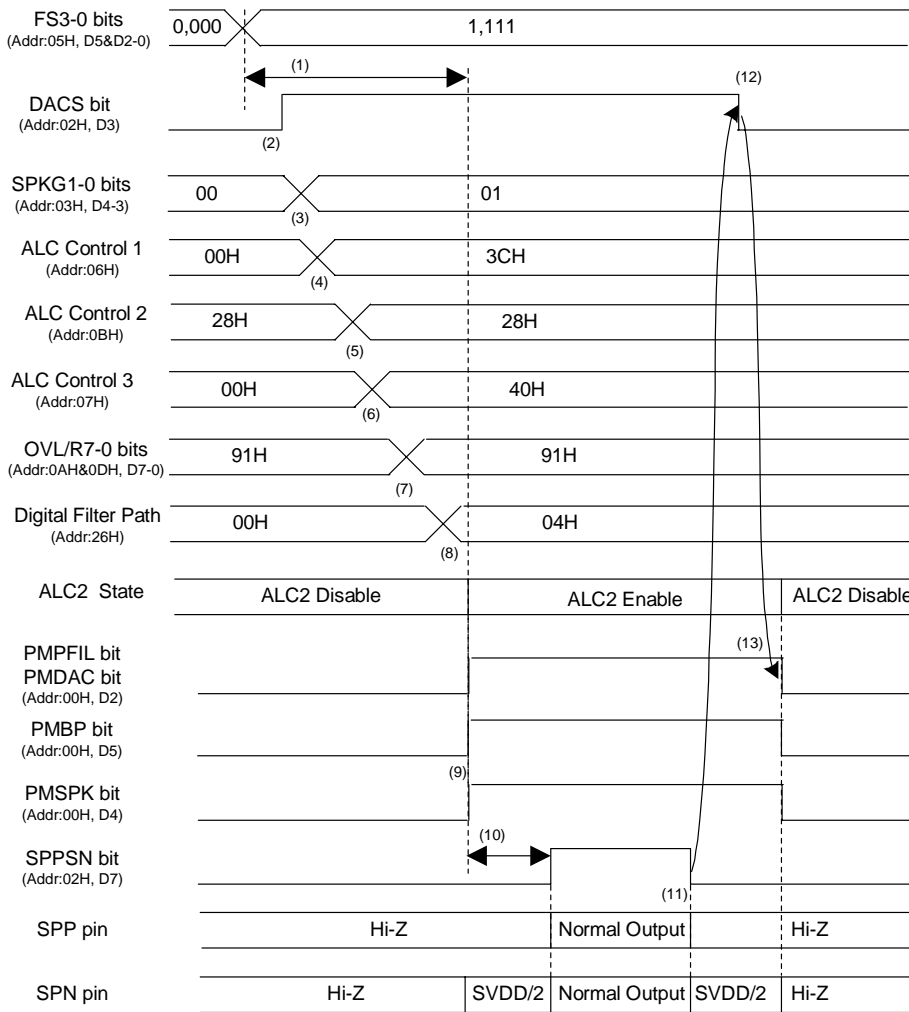 FS3-0 bits
(Addr:05H, D5&D2-0)
0,000
1,111
(1)
(12)
DACS bit
(Addr:02H, D3)
(2)
SPKG1-0 bits
(Addr:03H, D4-3)
00
01
(3)
ALC Control 1
(Addr:06H)
00H
3CH
(4)
ALC Control 2
(Addr:0BH)
28H
28H
(5)
ALC Control 3
(Addr:07H)
00H
40H
(6)
OVL/R7-0 bits
(Addr:0AH&0DH, D7-0)
91H
91H
(7)
Digital Filter Path
(Addr:26H)
00H
04H
(8)
ALC2 State
ALC2 Disable
ALC2 Enable
ALC2 Disable
PMPFIL bit
PMDAC bit
(Addr:00H, D2)
(13)
PMBP bit
(Addr:00H, D5)
(9)
PMSPK bit
(Addr:00H, D4)
(10)
SPPSN bit
(Addr:02H, D7)
(11)
SPP pin
Hi-Z
Normal Output
Hi-Z
SPN pin
Hi-Z
SVDD/2
Normal Output
SVDD/2
Hi-Z